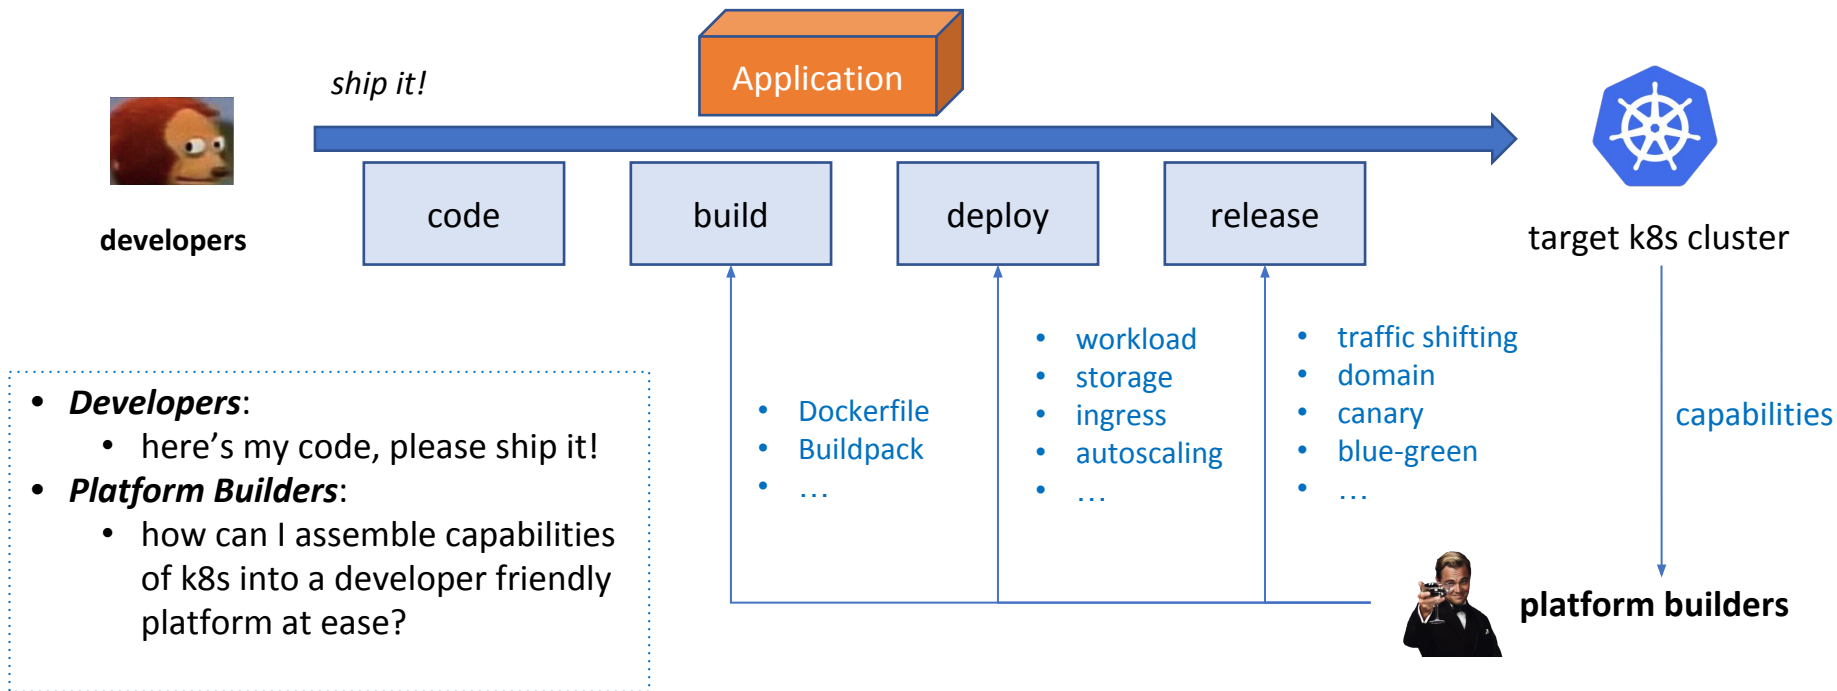 ship it!
Application
developers
code
build
deploy
release
target k8s cluster
• Dockerfile
• Buildpack
• …
• workload
• storage
• ingress
• autoscaling
• …
• traffic shifting
• domain
• canary
• blue-green
• …
capabilities
• Developers:
• here’s my code, please ship it!
• Platform Builders:
• how can I assemble capabilities
of k8s into a developer friendly
platform at ease?
platform builders